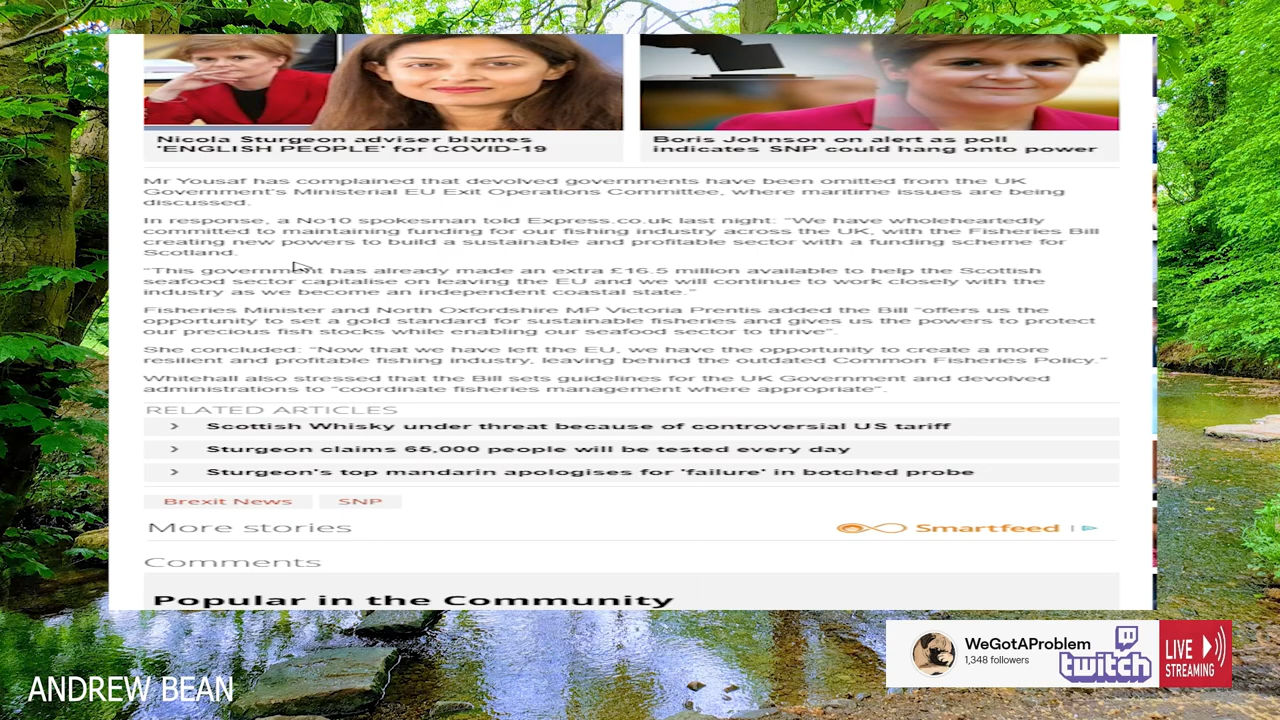 Nicola Sturgeon adviser blames
'ENGLISH PEOPLE' for COVID-19
Boris Johnson on alert as poll
indicates SNP could hang onto power
Mr Yousaf has complained that devolved governments have been omitted from the UK
Government's Ministerial EU Exit Operations Committee, where maritime issues are being
discussed.
In response, a No10 spokesman told Express.co.uk last night: "We have wholeheartedly
committed to maintaining funding for our fishing industry across the UK, with the Fisheries Bill
creating new powers to build a sustainable and profitable sector with a funding scheme for
Scotland.
"This government has already made an extra £16.5 million available to help the Scottish
seafood sector capitalise on leaving the EU and we will continue to work closely with the
industry as we become an independent coastal state."
Fisheries Minister and North Oxfordshire MP Victoria Prentis added the Bill "offers us the
opportunity to set a gold standard for sustainable fisheries and gives us the powers to protect
our precious fish stocks while enabling our seafood sector to thrive".
She concluded: "Now that we have left the EU, we have the opportunity to create a more
resilient and profitable fishing industry, leaving behind the outdated Common Fisheries Policy."
Whitehall also stressed that the Bill sets guidelines for the UK Government and devolved
administrations to "coordinate fisheries management where appropriate".
RELATED ARTICLES
Scottish Whisky under threat because of controversial US tariff
Sturgeon claims 65,000 people will be tested every day
Sturgeon's top mandarin apologises for 'failure' in botched probe
Brexit News SNP
More stories
Smartfeed
Comments
Popular in the Community
WeGotAProblem
1,348 followers
twitch
LIVE
STREAMING
ANDREW BEAN